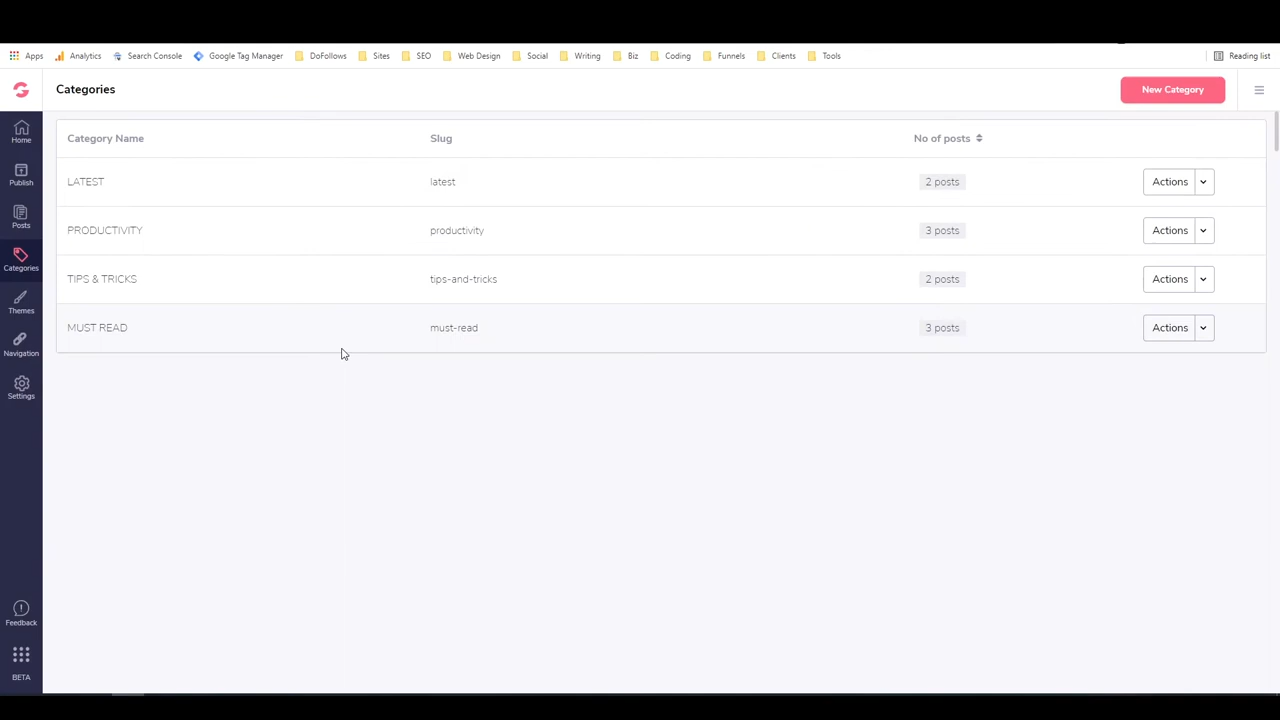 Apps Analytics Search Console Google Tag Manager DoFollows Sites SEO Web Design Social Writing Biz Coding Funnels Clients Tools Reading list
Categories New Category
Home
Publish
Posts
Categories
Themes
Navigation
Settings
Feedback
BETA
Category Name Slug No of posts
LATEST latest 2 posts Actions
PRODUCTIVITY productivity 3 posts Actions
TIPS & TRICKS tips-and-tricks 2 posts Actions
MUST READ must-read 3 posts Actions